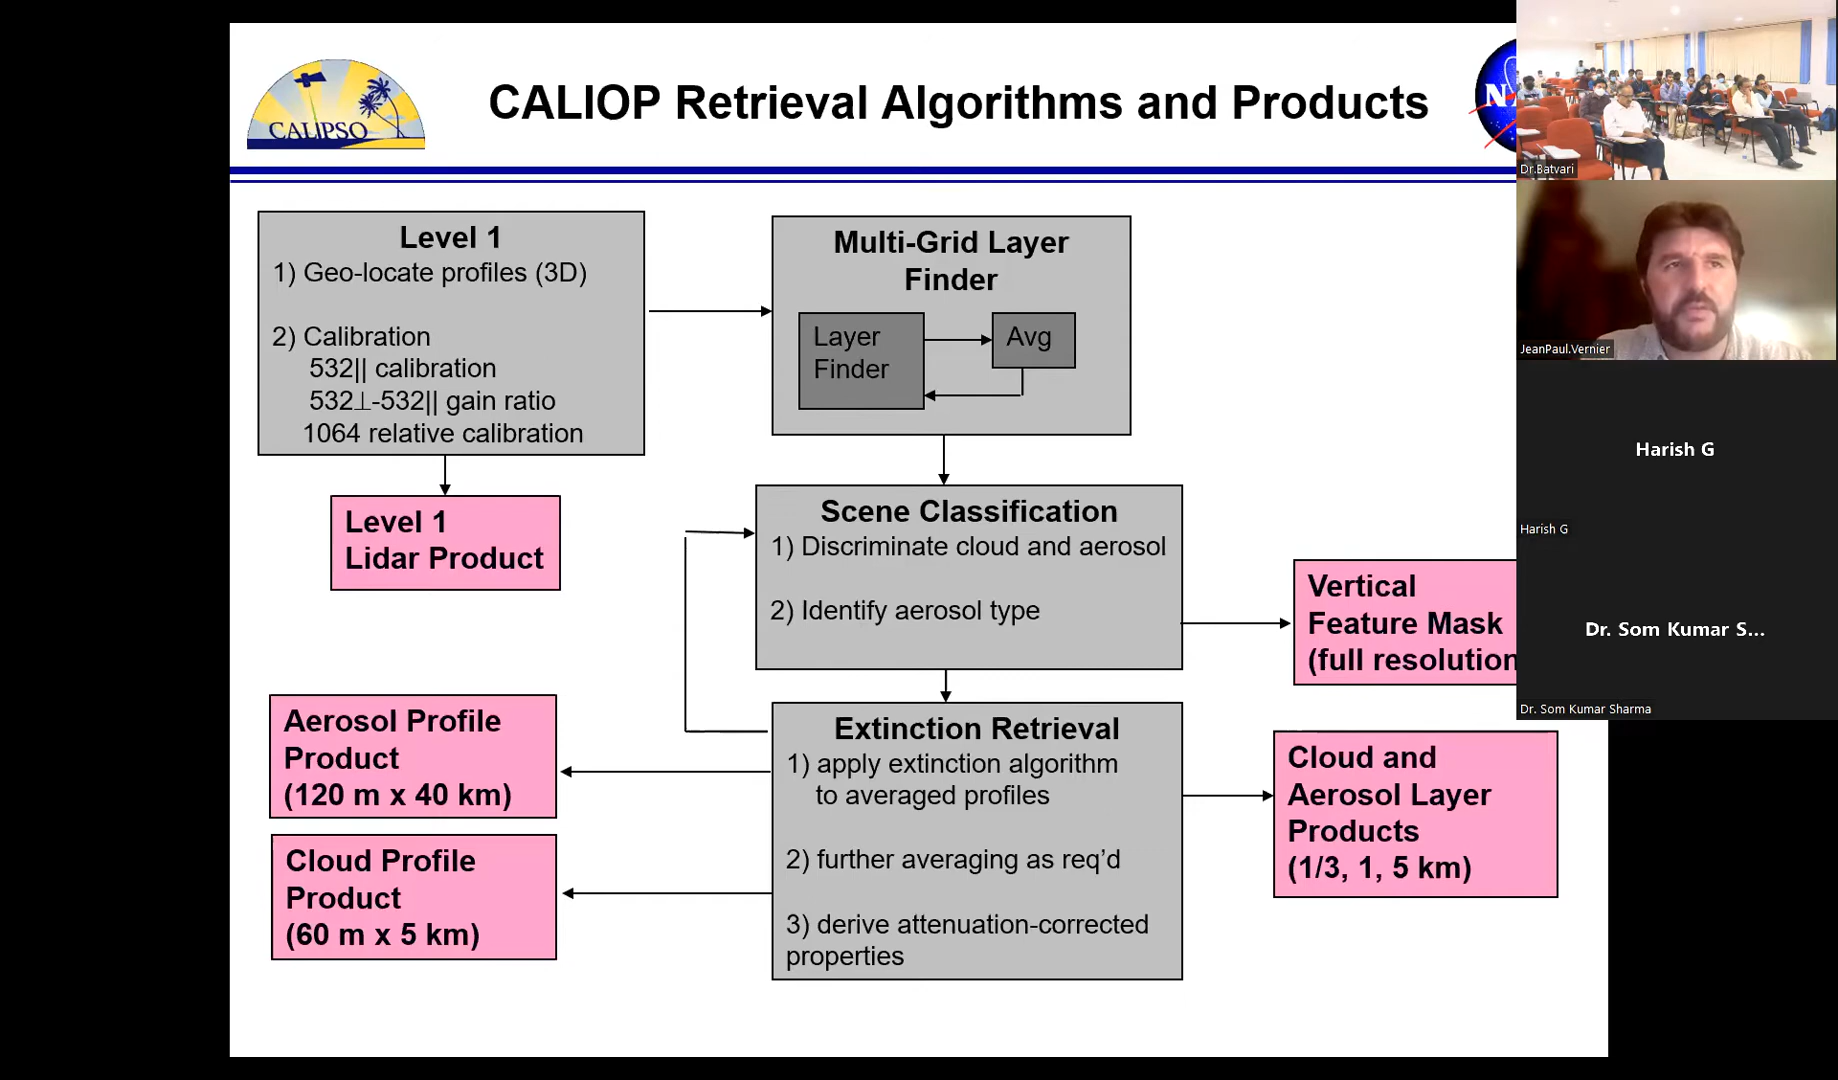 CALIPSO
CALIOP Retrieval Algorithms and Products
Level 1
1) Geo-locate profiles (3D)
2) Calibration
532|| calibration
532⊥-532|| gain ratio
1064 relative calibration
Level 1
Lidar Product
Multi-Grid Layer
Finder
Layer
Finder
Avg
Scene Classification
1) Discriminate cloud and aerosol
2) Identify aerosol type
Vertical
Feature Mask
(full resolution
Extinction Retrieval
1) apply extinction algorithm
to averaged profiles
2) further averaging as req'd
3) derive attenuation-corrected
properties
Aerosol Profile
Product
(120 m x 40 km)
Cloud Profile
Product
(60 m x 5 km)
Cloud and
Aerosol Layer
Products
(1/3, 1, 5 km)
Dr.Batvari
JeanPaul.Vernier
Harish G
Harish G
Dr. Som Kumar S...
Dr. Som Kumar Sharma